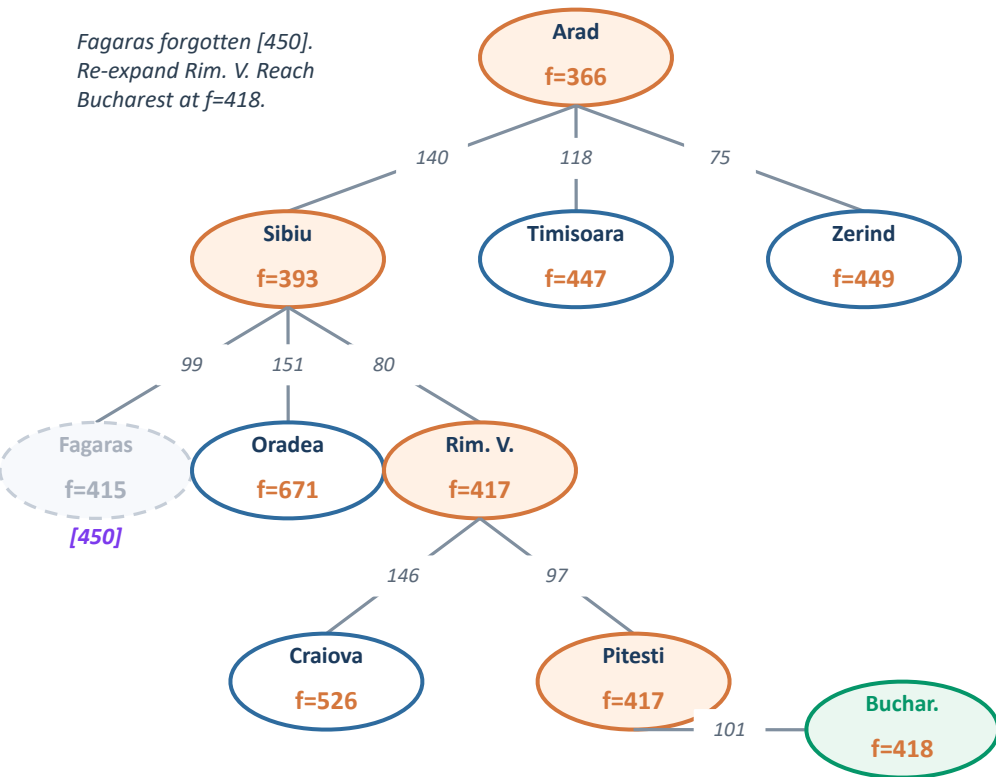 Fagaras forgotten [450].
Re-expand Rim. V. Reach
Bucharest at f=418.
Arad
f=366
140
118
75
Sibiu
f=393
Timisoara
f=447
Zerind
f=449
99
151
80
Fagaras
f=415
[450]
Oradea
f=671
Rim. V.
f=417
146
97
Craiova
f=526
Pitesti
f=417
101
Buchar.
f=418